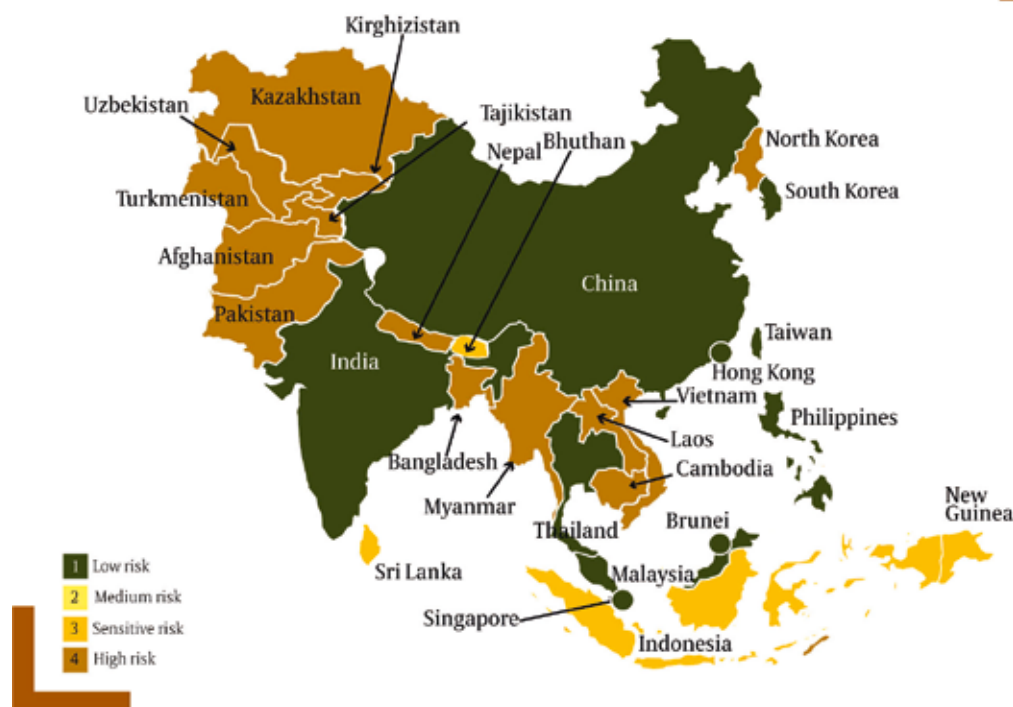 Kirghizistan
Kazakhstan
Uzbekistan
Tajikistan
Bhuthan
Nepal
North Korea
South Korea
Turkmenistan
Afghanistan
China
Pakistan
Taiwan
India
Hong Kong
Vietnam
Philippines
Laos
Bangladesh
Cambodia
Myanmar
New
Guinea
Brunei
Thailand
Sri Lanka
Malaysia
Singapore
Indonesia
1 Low risk
2 Medium risk
3 Sensitive risk
4 High risk